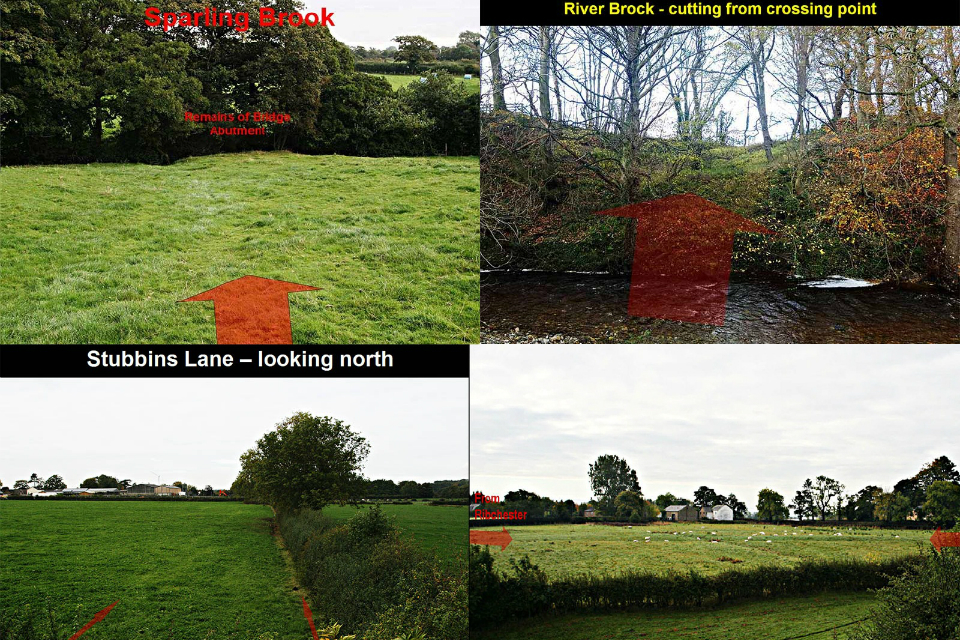 Sparling Brook
Remains of Bridge
Abutment
River Brock - cutting from crossing point
Stubbins Lane – looking north
From
Ribchester